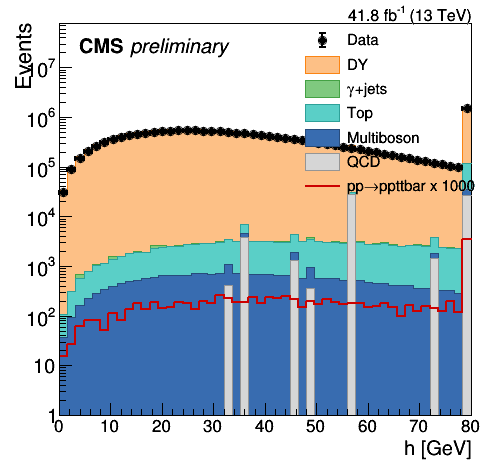 41.8 fb⁻¹ (13 TeV)
CMS preliminary
Events
Data
DY
γ+jets
Top
Multiboson
QCD
pp→ppttbar x 1000
10⁷
10⁶
10⁵
10⁴
10³
10²
10
1
0 10 20 30 40 50 60 70 80
h [GeV]